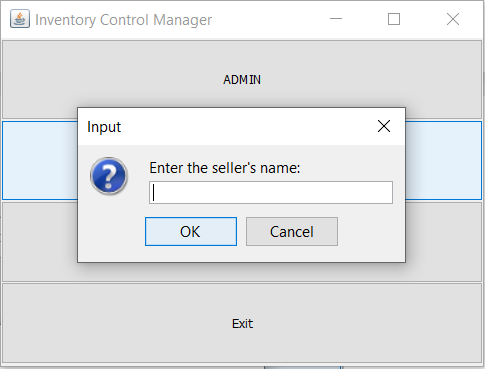 Inventory Control Manager
ADMIN
Input
Enter the seller's name:
OK
Cancel
Exit